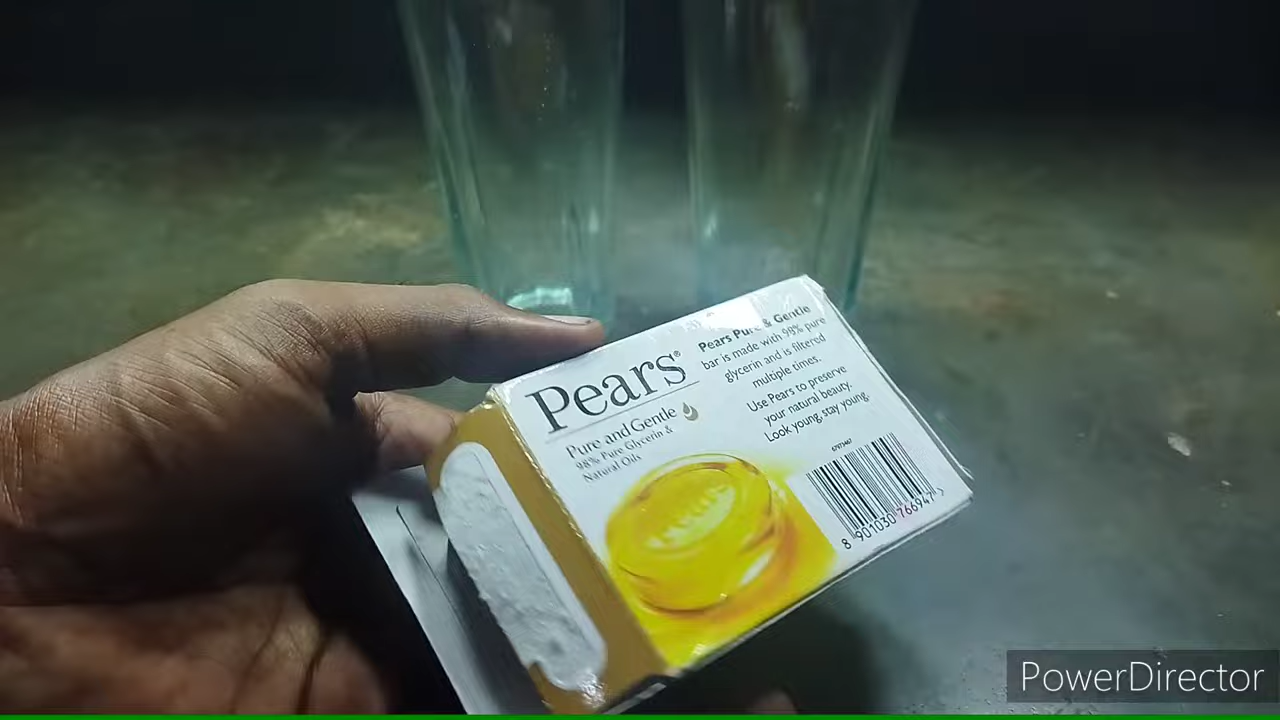 Pears®
Pure and Gentle
98% Pure Glycerin &
Natural Oils
Pears Pure & Gentle
bar is made with 98% pure
glycerin and is filtered
multiple times.
Use Pears to preserve
your natural beauty.
Look young, stay young.
Pears
8 901030 766947 >
PowerDirector